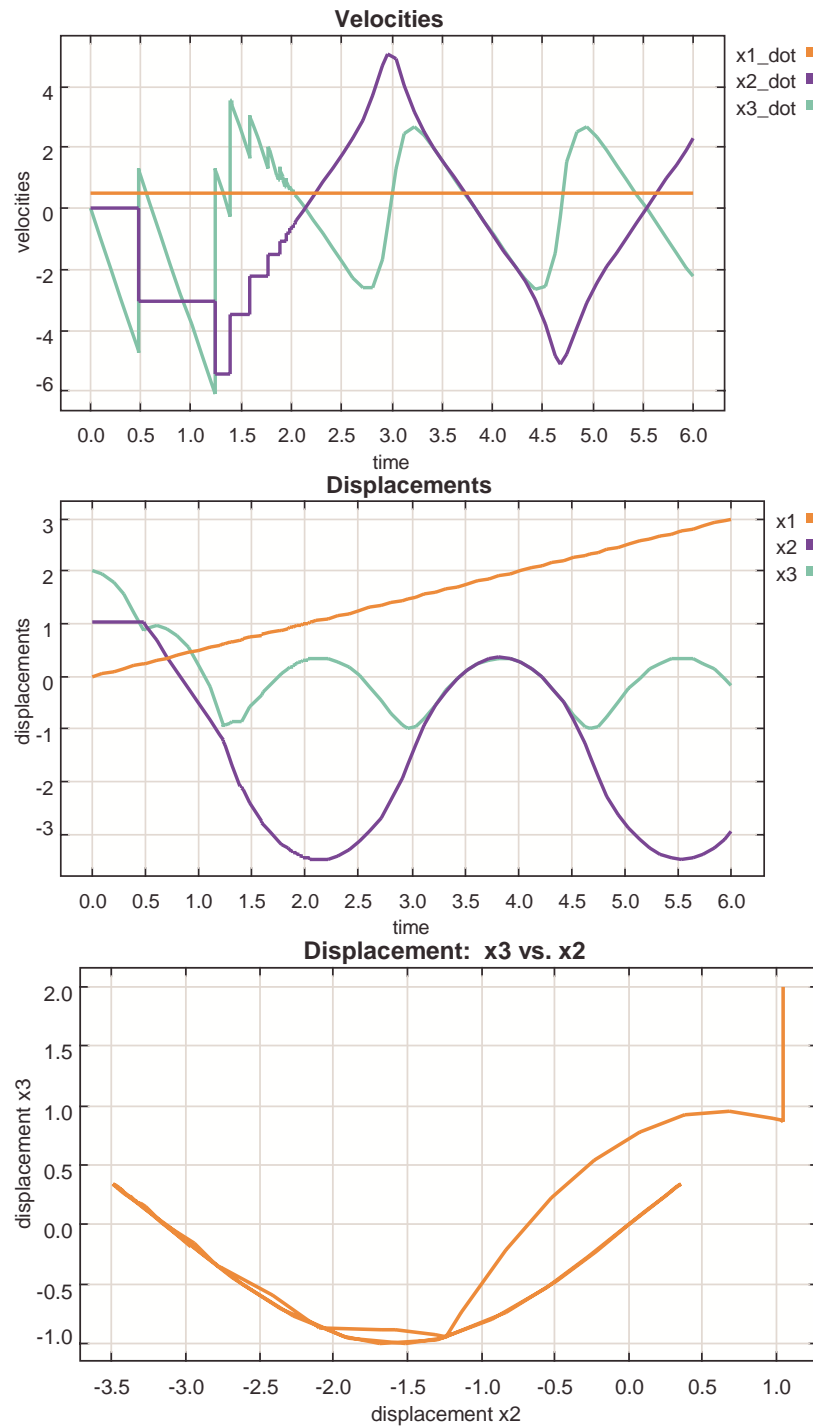 Velocities
x1_dot
x2_dot
x3_dot
4
2
0
-2
-4
-6
velocities
0.0 0.5 1.0 1.5 2.0 2.5 3.0 3.5 4.0 4.5 5.0 5.5 6.0
time
Displacements
x1
x2
x3
3
2
1
0
-1
-2
-3
displacements
0.0 0.5 1.0 1.5 2.0 2.5 3.0 3.5 4.0 4.5 5.0 5.5 6.0
time
Displacement: x3 vs. x2
2.0
1.5
1.0
0.5
0.0
-0.5
-1.0
displacement x3
-3.5 -3.0 -2.5 -2.0 -1.5 -1.0 -0.5 0.0 0.5 1.0
displacement x2